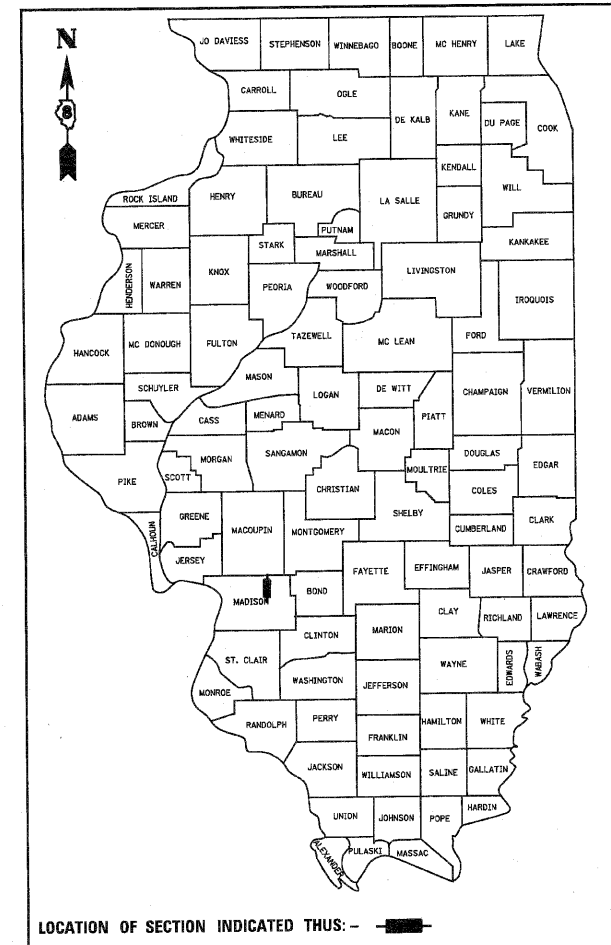 N
8
JO DAVIESS
STEPHENSON
WINNEBAGO
BOONE
MC HENRY
LAKE
CARROLL
OGLE
DE KALB
KANE
DU PAGE
COOK
WHITESIDE
LEE
KENDALL
WILL
ROCK ISLAND
HENRY
BUREAU
LA SALLE
GRUNDY
MERCER
PUTNAM
STARK
MARSHALL
KANKAKEE
HENDERSON
WARREN
KNOX
PEORIA
WOODFORD
LIVINGSTON
IROQUOIS
HANCOCK
MC DONOUGH
FULTON
TAZEWELL
MC LEAN
FORD
SCHUYLER
MASON
LOGAN
DE WITT
CHAMPAIGN
VERMILION
ADAMS
BROWN
CASS
MENARD
MACON
PIATT
PIKE
SCOTT
MORGAN
SANGAMON
CHRISTIAN
MOULTRIE
DOUGLAS
EDGAR
COLES
CALHOUN
GREENE
JERSEY
MACOUPIN
MONTGOMERY
SHELBY
CUMBERLAND
CLARK
MADISON
BOND
FAYETTE
EFFINGHAM
JASPER
CRAWFORD
CLINTON
MARION
CLAY
RICHLAND
LAWRENCE
ST. CLAIR
WASHINGTON
JEFFERSON
WAYNE
EDWARDS
WABASH
MONROE
RANDOLPH
PERRY
FRANKLIN
HAMILTON
WHITE
JACKSON
WILLIAMSON
SALINE
GALLATIN
UNION
JOHNSON
POPE
HARDIN
ALEXANDER
PULASKI
MASSAC
LOCATION OF SECTION INDICATED THUS: -